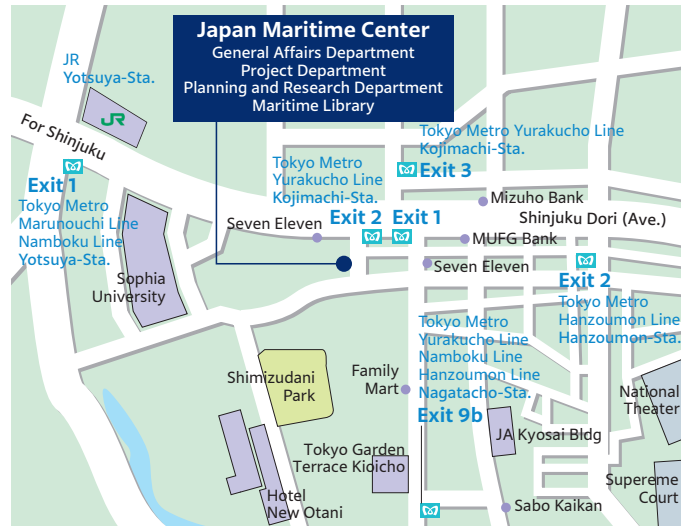 Japan Maritime Center
General Affairs Department
Project Department
Planning and Research Department
Maritime Library
JR
Yotsuya-Sta.
JR
For Shinjuku
Exit 1
Tokyo Metro
Marunouchi Line
Namboku Line
Yotsuya-Sta.
Sophia
University
Tokyo Metro
Yurakucho Line
Kojimachi-Sta.
Seven Eleven
Exit 2
Exit 1
Tokyo Metro Yurakucho Line
Kojimachi-Sta.
Exit 3
Mizuho Bank
Shinjuku Dori (Ave.)
MUFG Bank
Seven Eleven
Exit 2
Tokyo Metro
Hanzoumon Line
Hanzoumon-Sta.
Tokyo Metro
Yurakucho Line
Namboku Line
Hanzoumon Line
Nagatacho-Sta.
Exit 9b
Shimizudani
Park
Family
Mart
National
Theater
JA Kyosai Bldg
Tokyo Garden
Terrace Kioicho
Hotel
New Otani
Sabo Kaikan
Supereme
Court